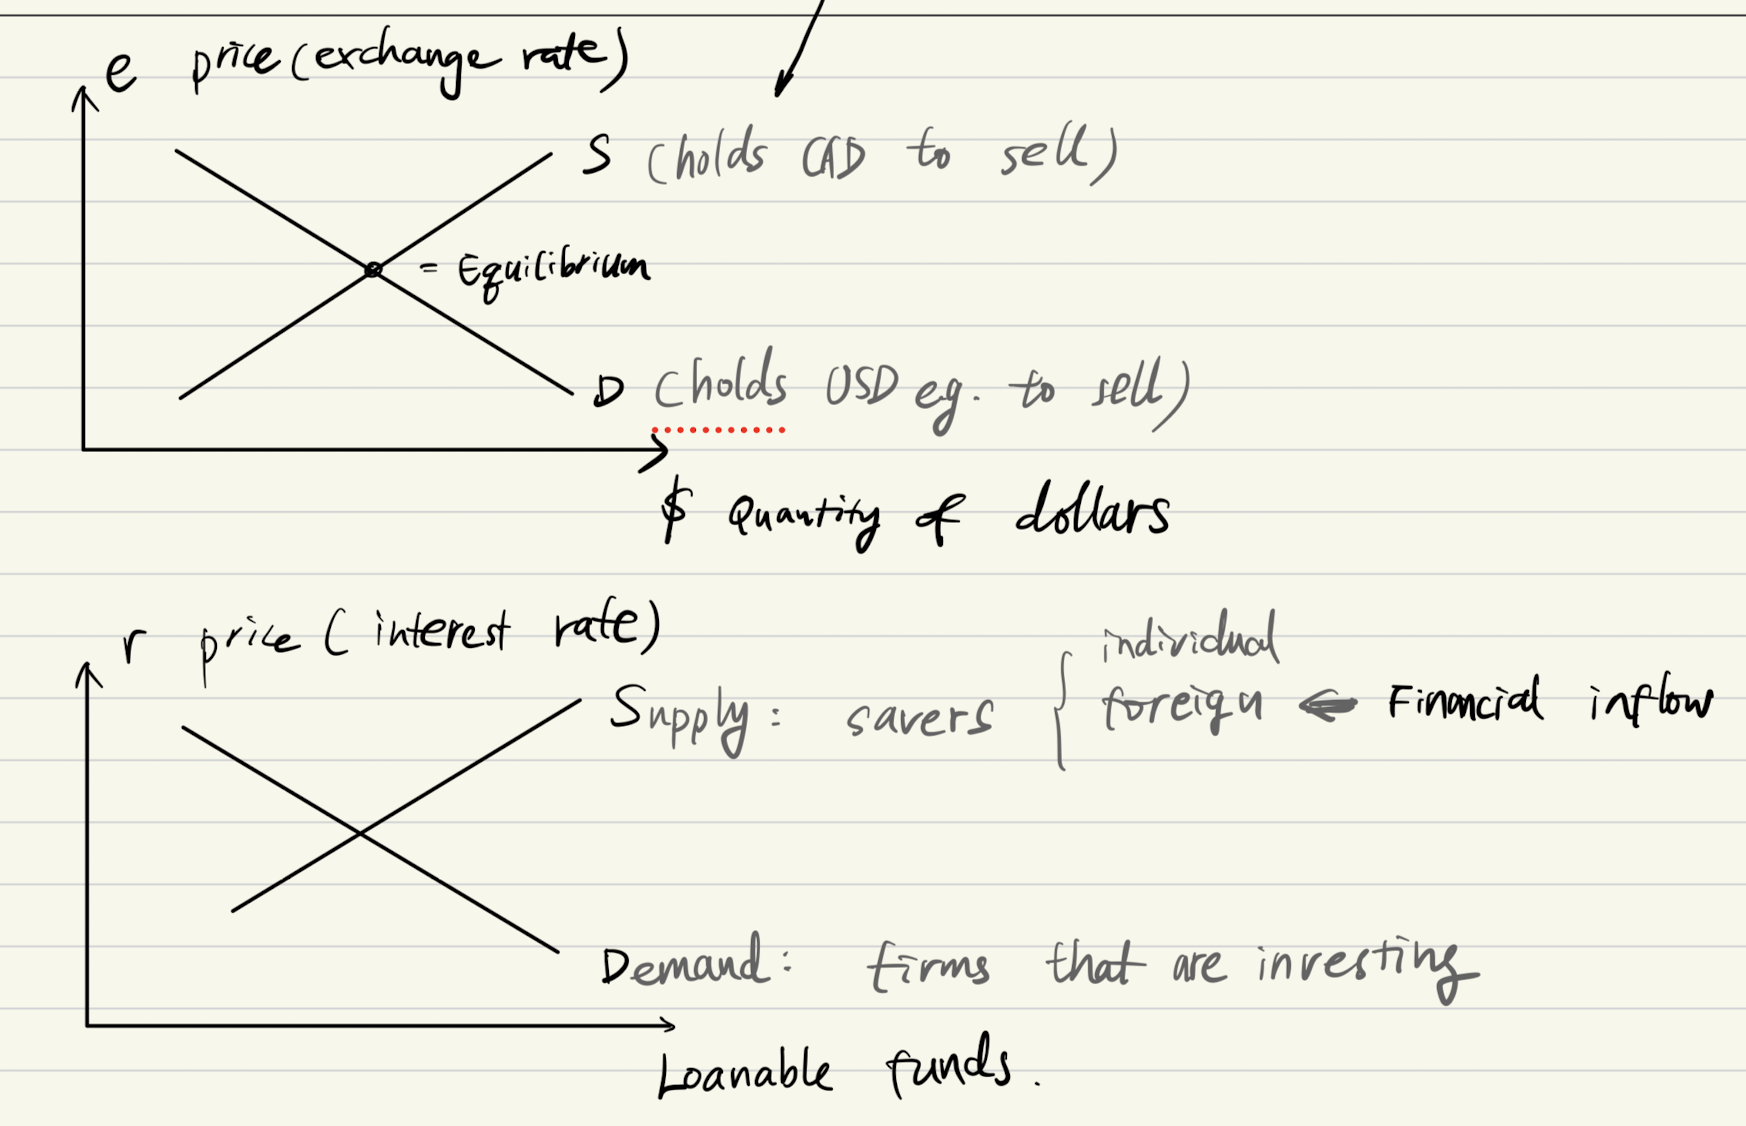 e price (exchange rate)
S (holds CAD to sell)
= Equilibrium
D (holds USD eg. to sell)
$ Quantity of dollars
r price (interest rate)
individual
Supply: savers { foreign ⇐ Financial inflow
Demand: firms that are investing
Loanable funds.